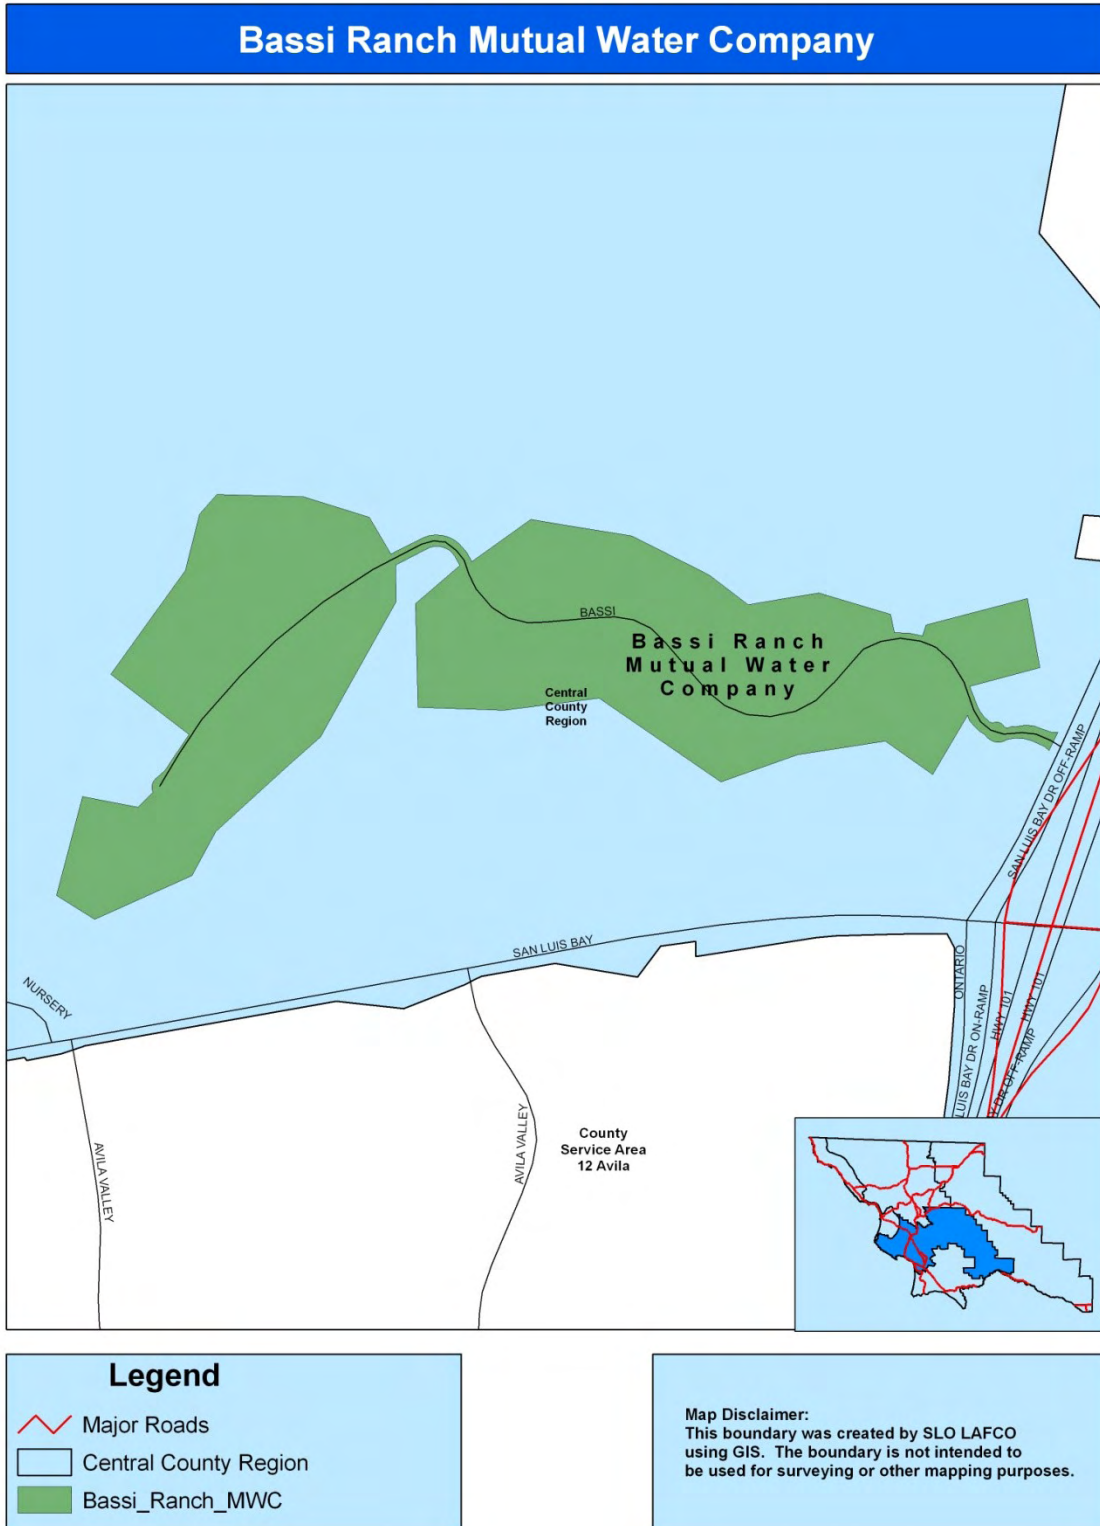 Bassi Ranch Mutual Water Company
BASSI
Bassi Ranch
Mutual Water
Company
Central
County
Region
SAN LUIS BAY DR OFF-RAMP
SAN LUIS BAY
NURSERY
ONTARIO
LUIS BAY DR ON-RAMP
HWY 101
HWY 101
Y DR OFF-RAMP
AVILA VALLEY
AVILA VALLEY
County
Service Area
12 Avila
Legend
Major Roads
Central County Region
Bassi_Ranch_MWC
Map Disclaimer:
This boundary was created by SLO LAFCO
using GIS.  The boundary is not intended to
be used for surveying or other mapping purposes.